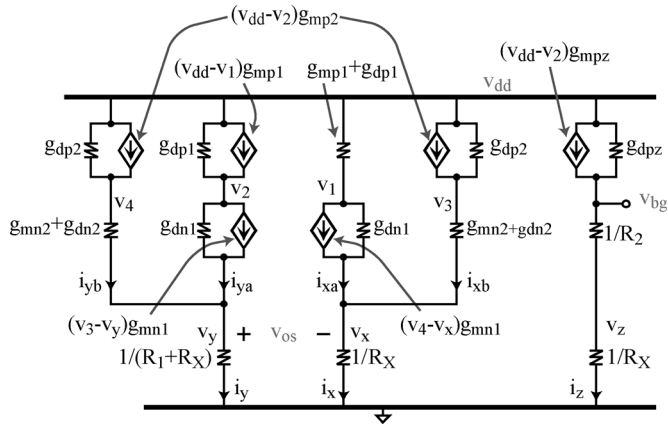 (vdd-v2)gmp2
(vdd-v1)gmp1
gmp1+gdp1
(vdd-v2)gmpz
vdd
gdp2
gdp1
gdp2
gdpz
v4
v2
v1
v3
vbg
gmn2+gdn2
gdn1
gdn1
gmn2+gdn2
1/R2
iyb
iya
ixa
ixb
(v3-vy)gmn1
(v4-vx)gmn1
vy + vos − vx
vz
1/(R1+RX)
1/RX
1/RX
iy
ix
iz